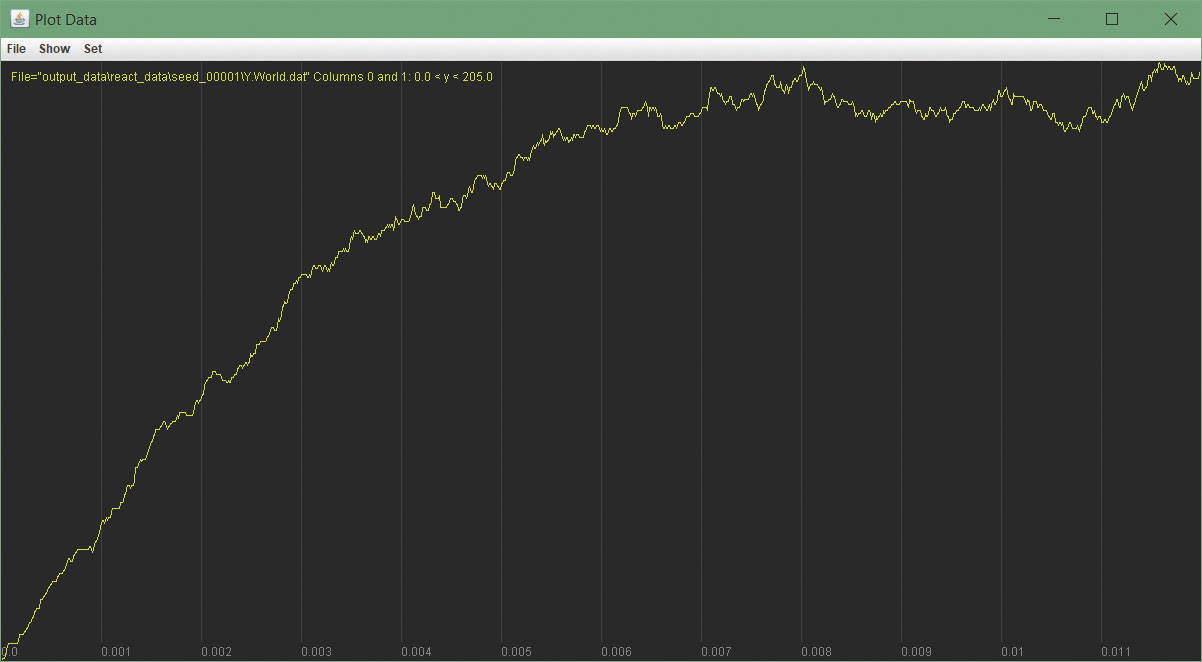 Plot Data
File Show Set
File="output_data\react_data\seed_00001\Y.World.dat" Columns 0 and 1: 0.0 < y < 205.0
0.0 0.001 0.002 0.003 0.004 0.005 0.006 0.007 0.008 0.009 0.01 0.011